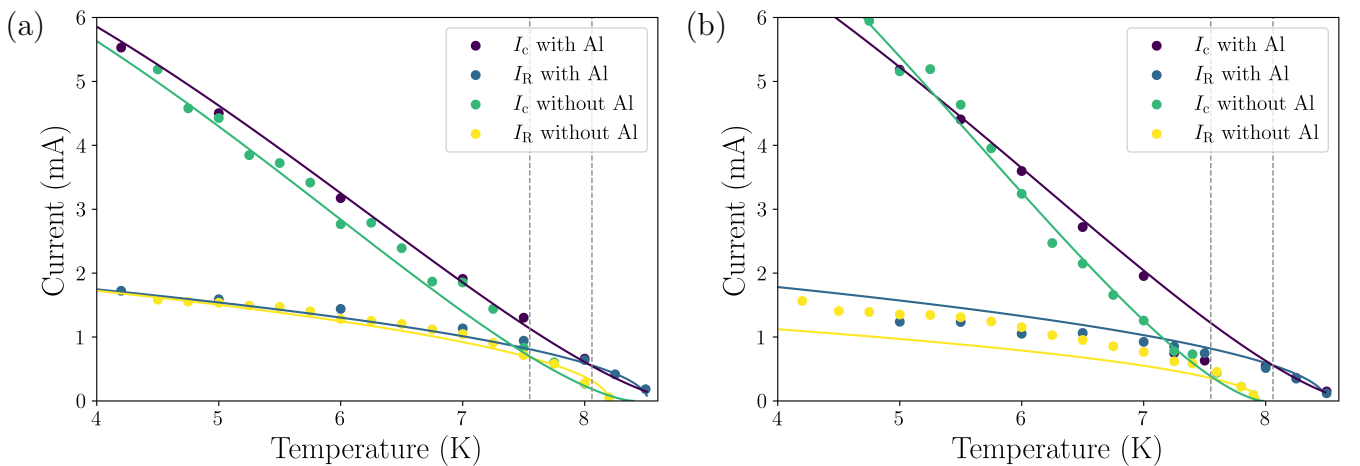 (a)
6
5
4
3
2
1
0
4
5
6
7
8
Current (mA)
Temperature (K)
I_c with Al
I_R with Al
I_c without Al
I_R without Al
(b)
6
5
4
3
2
1
0
4
5
6
7
8
Current (mA)
Temperature (K)
I_c with Al
I_R with Al
I_c without Al
I_R without Al